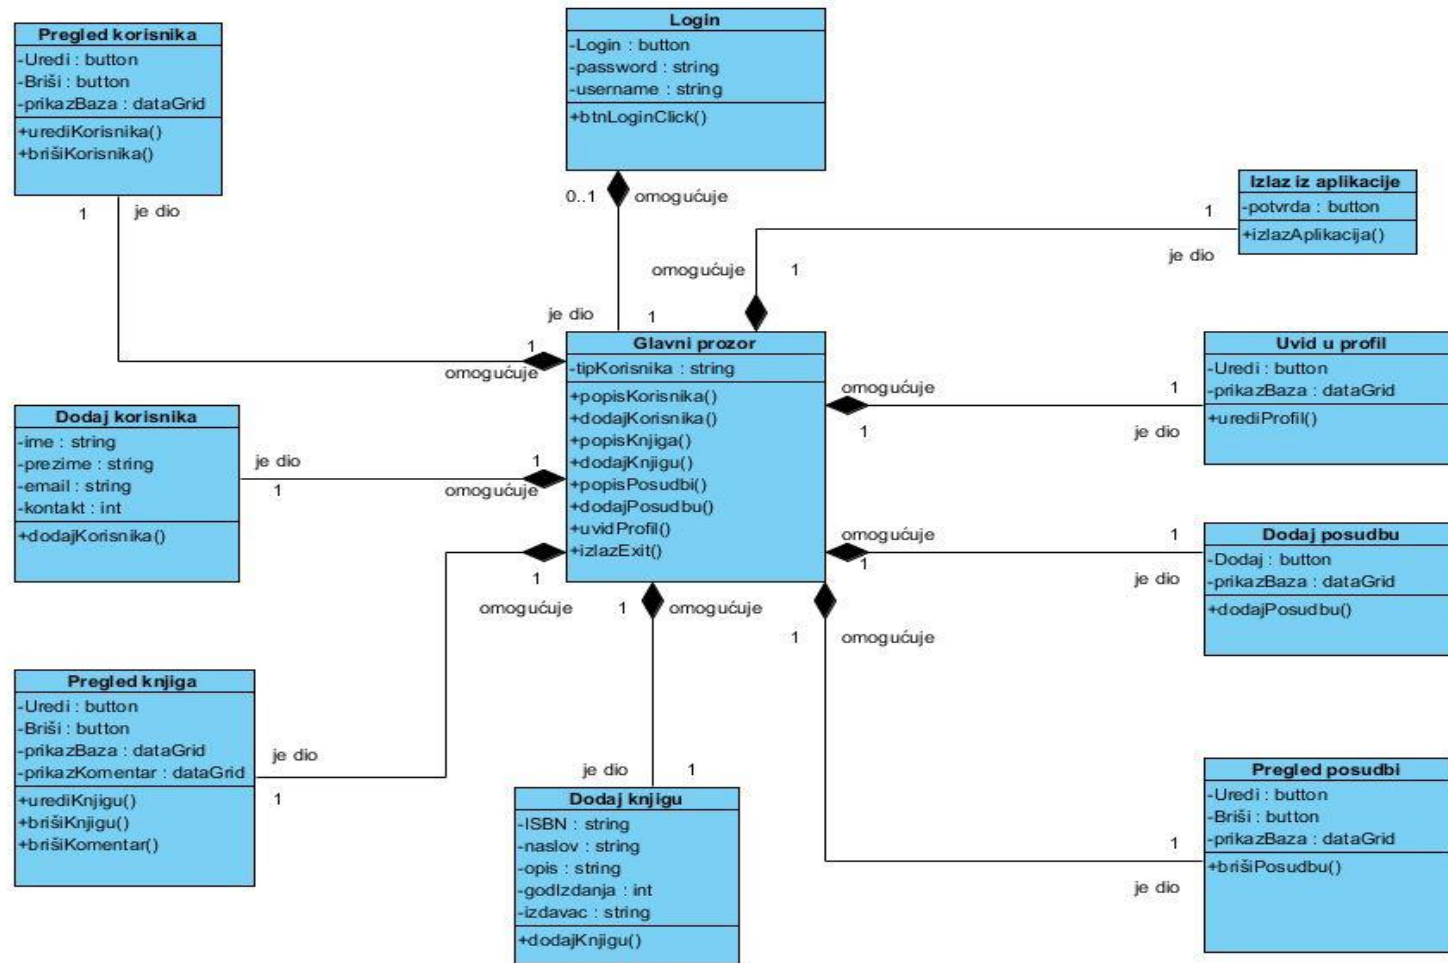 Pregled korisnika
-Uredi : button
-Briši : button
-prikazBaza : dataGrid
+urediKorisnika()
+brišiKorisnika()
1
je dio
Login
-Login : button
-password : string
-username : string
+btnLoginClick()
0..1
omogućuje
je dio
1
Izlaz iz aplikacije
-potvrda : button
+izlazAplikacija()
1
je dio
omogućuje
1
Glavni prozor
-tipKorisnika : string
+popisKorisnika()
+dodajKorisnika()
+popisKnjiga()
+dodajKnjigu()
+popisPosudbi()
+dodajPosudbu()
+uvidProfil()
+izlazExit()
1
omogućuje
Uvid u profil
-Uredi : button
-prikazBaza : dataGrid
+urediProfil()
omogućuje
1
1
je dio
Dodaj korisnika
-ime : string
-prezime : string
-email : string
-kontakt : int
+dodajKorisnika()
je dio
1
1
omogućuje
Dodaj posudbu
-Dodaj : button
-prikazBaza : dataGrid
+dodajPosudbu()
omogućuje
1
1
je dio
1
omogućuje
1
omogućuje
1
omogućuje
Pregled knjiga
-Uredi : button
-Briši : button
-prikazBaza : dataGrid
-prikazKomentar : dataGrid
+urediKnjigu()
+brišiKnjigu()
+brišiKomentar()
je dio
1
je dio
1
Dodaj knjigu
-ISBN : string
-naslov : string
-opis : string
-godIzdanja : int
-izdavac : string
+dodajKnjigu()
Pregled posudbi
-Uredi : button
-Briši : button
-prikazBaza : dataGrid
+brišiPosudbu()
1
je dio